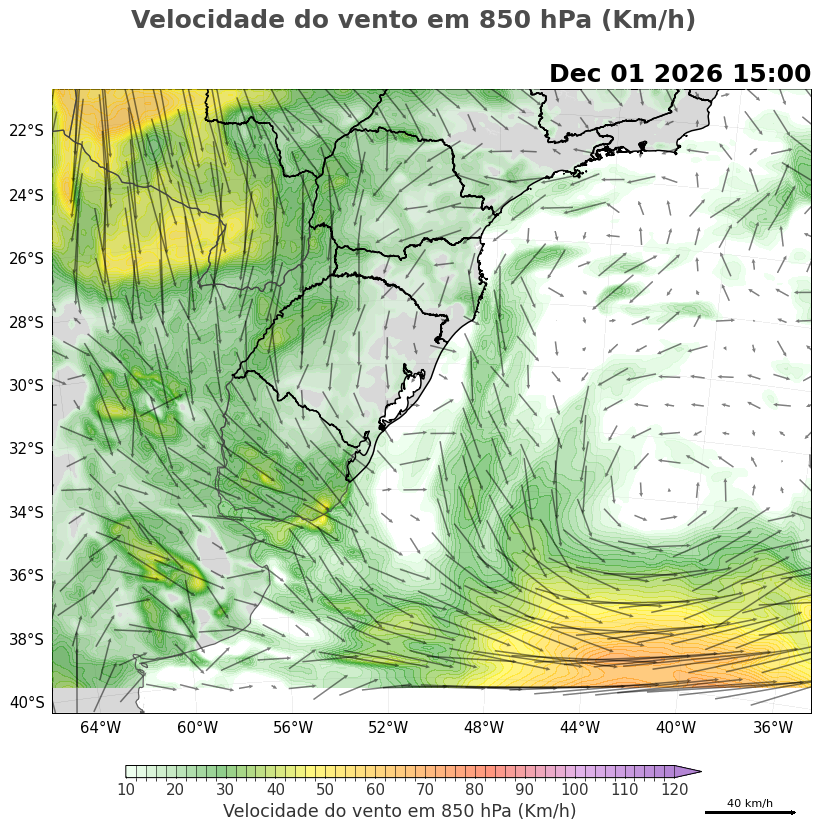 Velocidade do vento em 850 hPa (Km/h)
Dec 01 2026 15:00
22°S
24°S
26°S
28°S
30°S
32°S
34°S
36°S
38°S
40°S
64°W 60°W 56°W 52°W 48°W 44°W 40°W 36°W
10 20 30 40 50 60 70 80 90 100 110 120
Velocidade do vento em 850 hPa (Km/h)
40 km/h